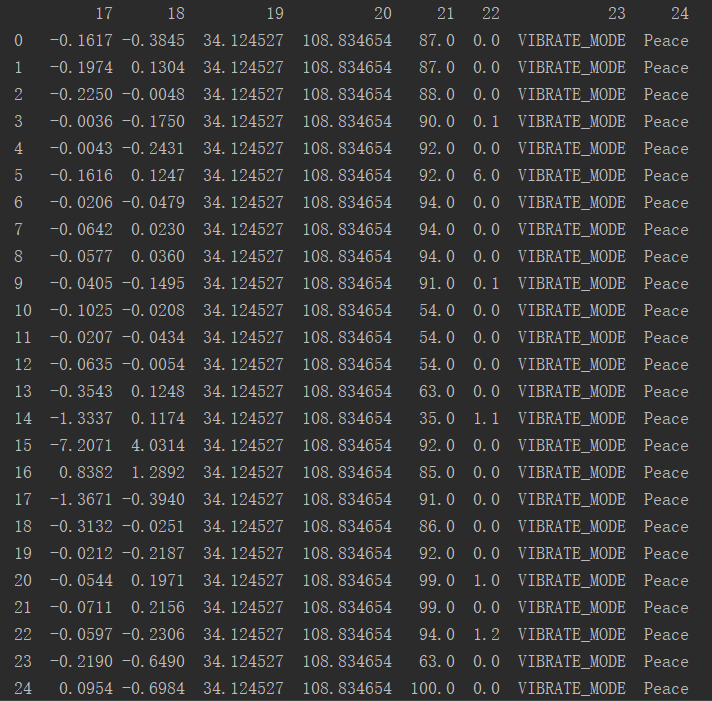 17 18 19 20 21 22 23 24
0 -0.1617 -0.3845 34.124527 108.834654 87.0 0.0 VIBRATE_MODE Peace
1 -0.1974 0.1304 34.124527 108.834654 87.0 0.0 VIBRATE_MODE Peace
2 -0.2250 -0.0048 34.124527 108.834654 88.0 0.0 VIBRATE_MODE Peace
3 -0.0036 -0.1750 34.124527 108.834654 90.0 0.1 VIBRATE_MODE Peace
4 -0.0043 -0.2431 34.124527 108.834654 92.0 0.0 VIBRATE_MODE Peace
5 -0.1616 0.1247 34.124527 108.834654 92.0 6.0 VIBRATE_MODE Peace
6 -0.0206 -0.0479 34.124527 108.834654 94.0 0.0 VIBRATE_MODE Peace
7 -0.0642 0.0230 34.124527 108.834654 94.0 0.0 VIBRATE_MODE Peace
8 -0.0577 0.0360 34.124527 108.834654 94.0 0.0 VIBRATE_MODE Peace
9 -0.0405 -0.1495 34.124527 108.834654 91.0 0.1 VIBRATE_MODE Peace
10 -0.1025 -0.0208 34.124527 108.834654 54.0 0.0 VIBRATE_MODE Peace
11 -0.0207 -0.0434 34.124527 108.834654 54.0 0.0 VIBRATE_MODE Peace
12 -0.0635 -0.0054 34.124527 108.834654 54.0 0.0 VIBRATE_MODE Peace
13 -0.3543 0.1248 34.124527 108.834654 63.0 0.0 VIBRATE_MODE Peace
14 -1.3337 0.1174 34.124527 108.834654 35.0 1.1 VIBRATE_MODE Peace
15 -7.2071 4.0314 34.124527 108.834654 92.0 0.0 VIBRATE_MODE Peace
16 0.8382 1.2892 34.124527 108.834654 85.0 0.0 VIBRATE_MODE Peace
17 -1.3671 -0.3940 34.124527 108.834654 91.0 0.0 VIBRATE_MODE Peace
18 -0.3132 -0.0251 34.124527 108.834654 86.0 0.0 VIBRATE_MODE Peace
19 -0.0212 -0.2187 34.124527 108.834654 92.0 0.0 VIBRATE_MODE Peace
20 -0.0544 0.1971 34.124527 108.834654 99.0 1.0 VIBRATE_MODE Peace
21 -0.0711 0.2156 34.124527 108.834654 99.0 0.0 VIBRATE_MODE Peace
22 -0.0597 -0.2306 34.124527 108.834654 94.0 1.2 VIBRATE_MODE Peace
23 -0.2190 -0.6490 34.124527 108.834654 63.0 0.0 VIBRATE_MODE Peace
24 0.0954 -0.6984 34.124527 108.834654 100.0 0.0 VIBRATE_MODE Peace